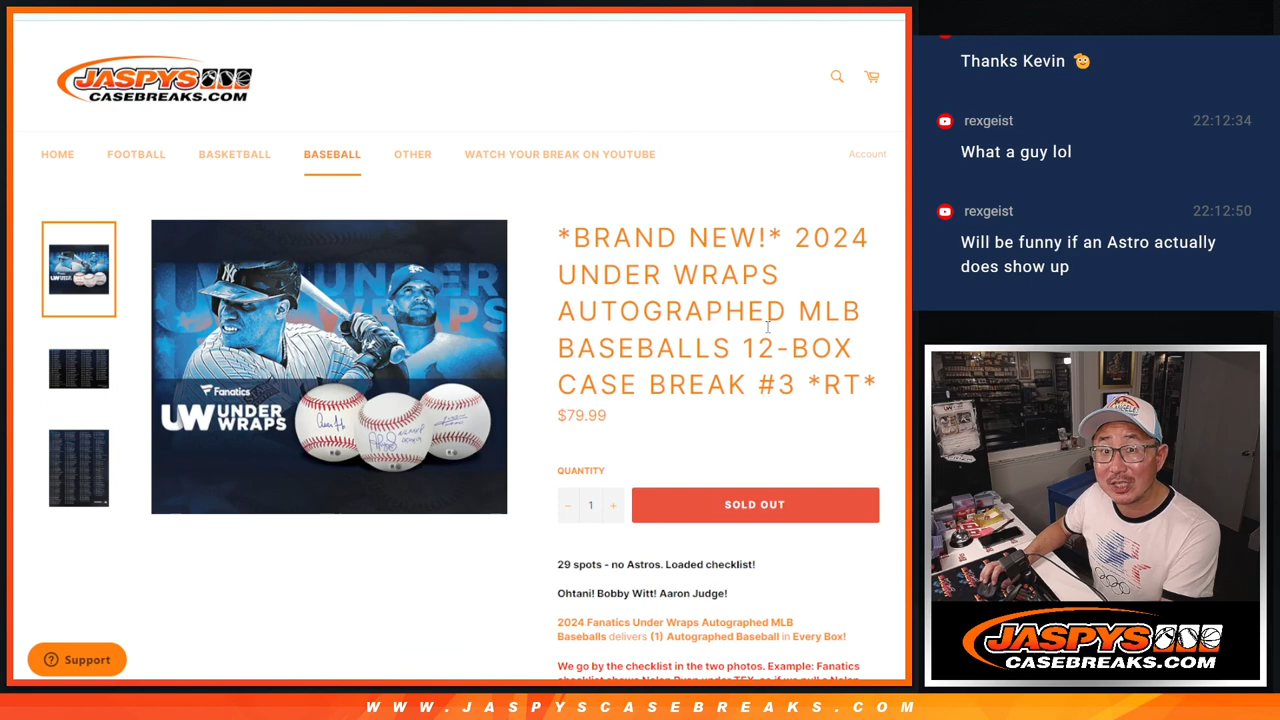 JASPYS
CASEBREAKS.COM
HOME
FOOTBALL
BASKETBALL
BASEBALL
OTHER
WATCH YOUR BREAK ON YOUTUBE
Account
*BRAND NEW!* 2024
UNDER WRAPS
AUTOGRAPHED MLB
BASEBALLS 12-BOX
CASE BREAK #3 *RT*
$79.99
Fanatics
UW UNDER
WRAPS
QUANTITY
− 1 +
SOLD OUT
29 spots - no Astros. Loaded checklist!
Ohtani! Bobby Witt! Aaron Judge!
2024 Fanatics Under Wraps Autographed MLB
Baseballs delivers (1) Autographed Baseball in Every Box!
We go by the checklist in the two photos. Example: Fanatics
Support
Thanks Kevin
rexgeist 22:12:34
What a guy lol
rexgeist 22:12:50
Will be funny if an Astro actually
does show up
JASPYS
CASEBREAKS.COM
WWW.JASPYSCASEBREAKS.COM